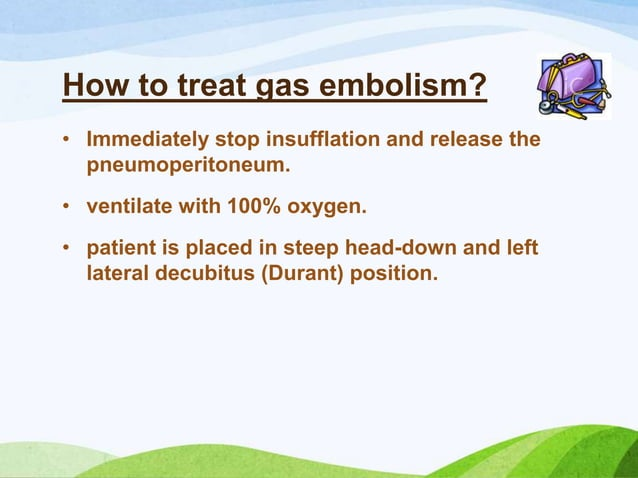 How to treat gas embolism?
• Immediately stop insufflation and release the
pneumoperitoneum.
• ventilate with 100% oxygen.
• patient is placed in steep head-down and left
lateral decubitus (Durant) position.